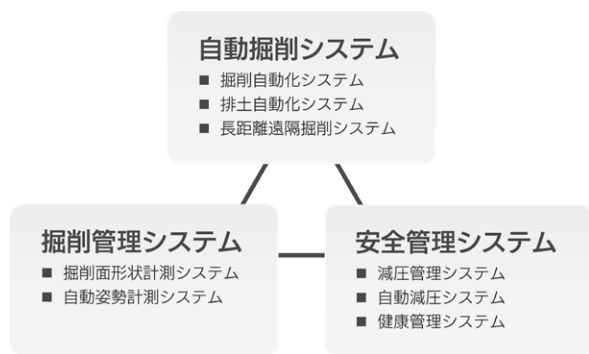 自動掘削システム
■ 掘削自動化システム
■ 排土自動化システム
■ 長距離遠隔掘削システム
掘削管理システム
■ 掘削面形状計測システム
■ 自動姿勢計測システム
安全管理システム
■ 減圧管理システム
■ 自動減圧システム
■ 健康管理システム